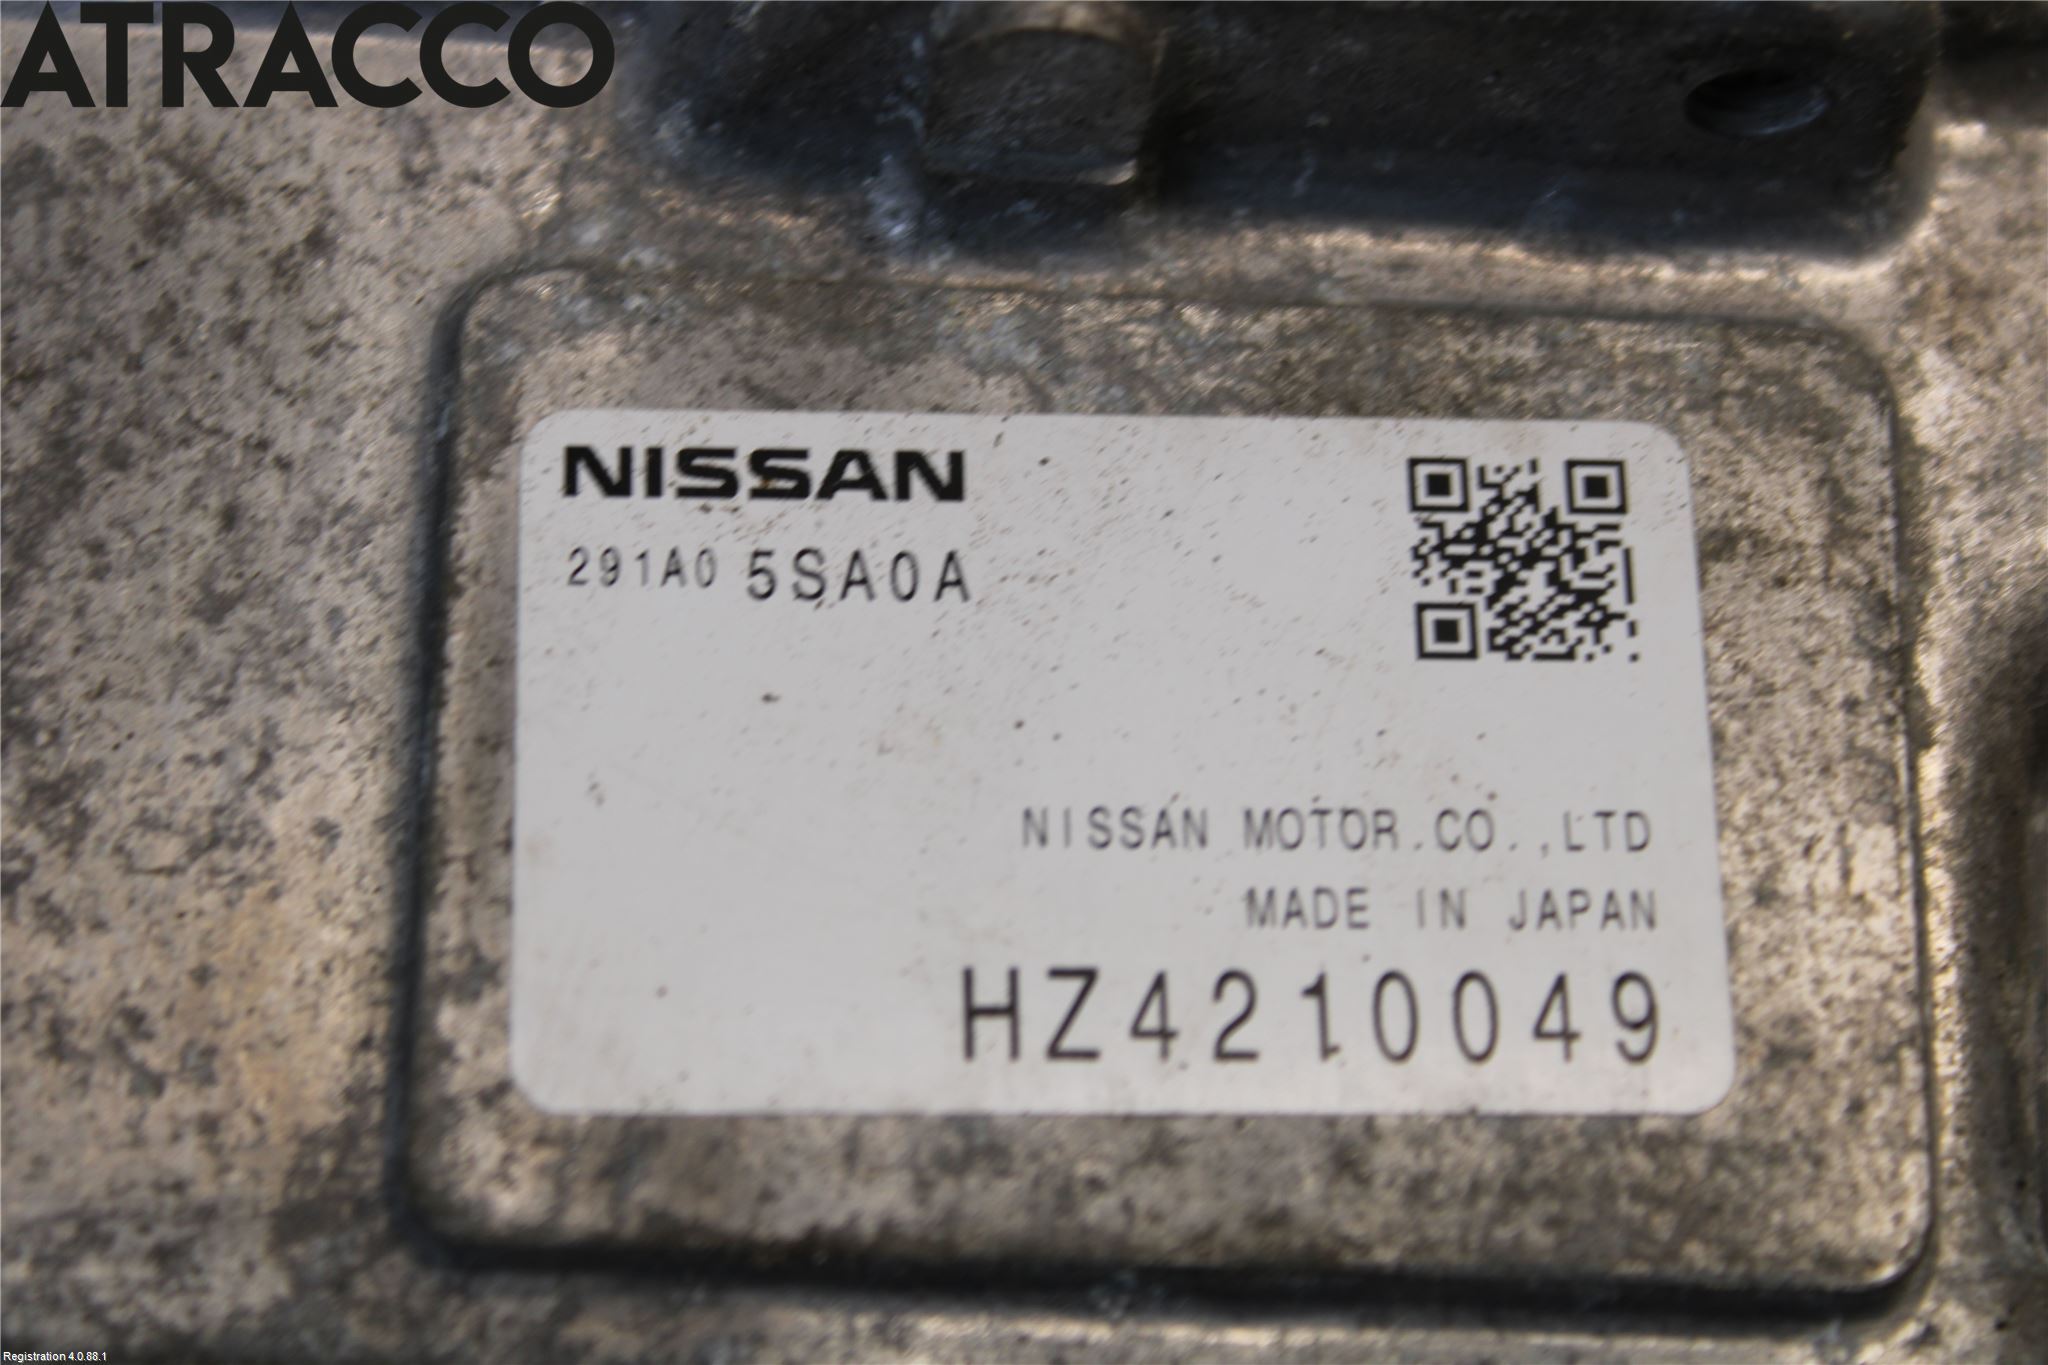 ATRACCO
NISSAN
291A0 5SA0A
NISSAN MOTOR.CO.,LTD
MADE IN JAPAN
HZ4210049
Registration 4.0.88.1